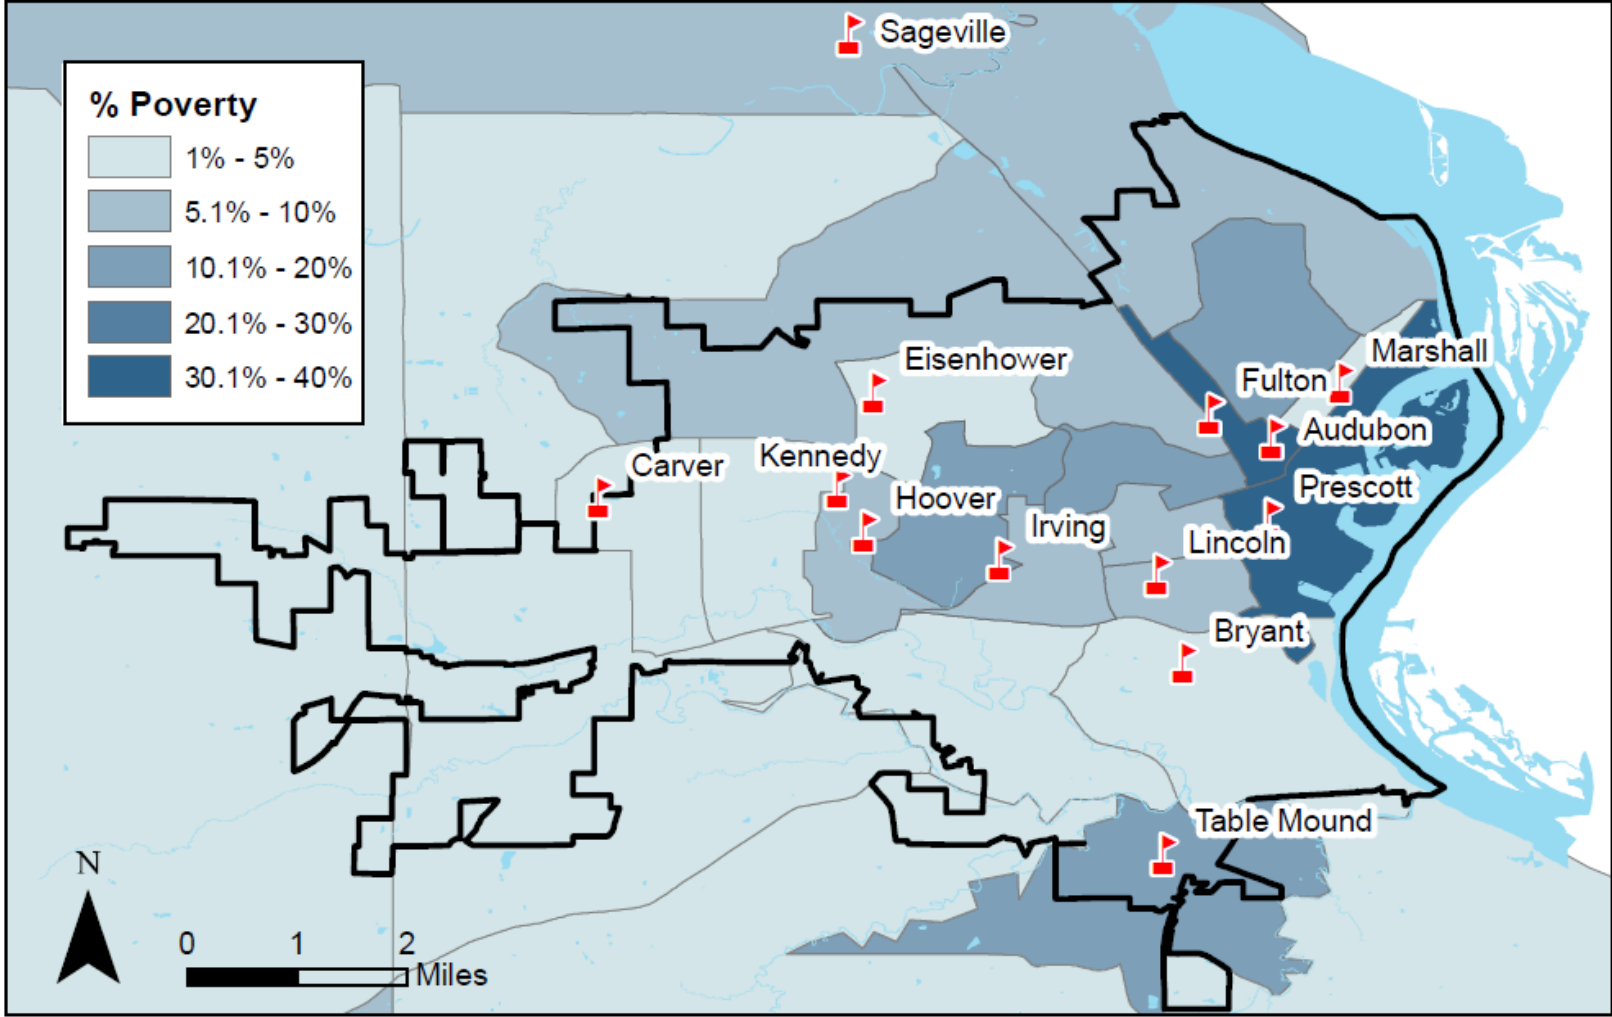 Sageville
% Poverty
1% - 5%
5.1% - 10%
10.1% - 20%
20.1% - 30%
30.1% - 40%
Marshall
Eisenhower
Fulton
Audubon
Carver
Kennedy
Prescott
Hoover
Irving
Lincoln
Bryant
Table Mound
N
0 1 2
Miles